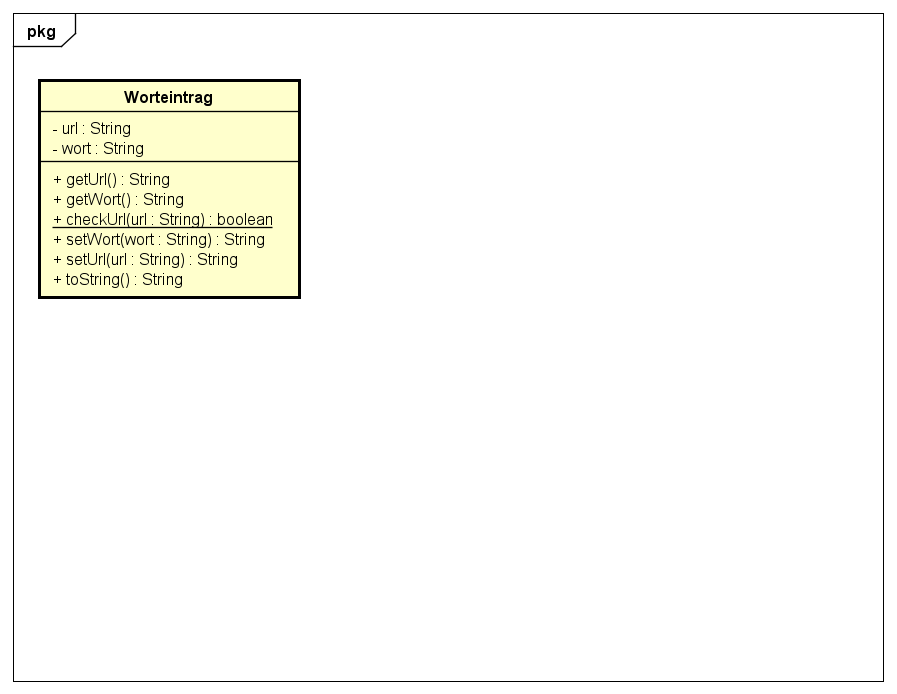 pkg
Worteintrag
- url : String
- wort : String
+ getUrl() : String
+ getWort() : String
+ checkUrl(url : String) : boolean
+ setWort(wort : String) : String
+ setUrl(url : String) : String
+ toString() : String